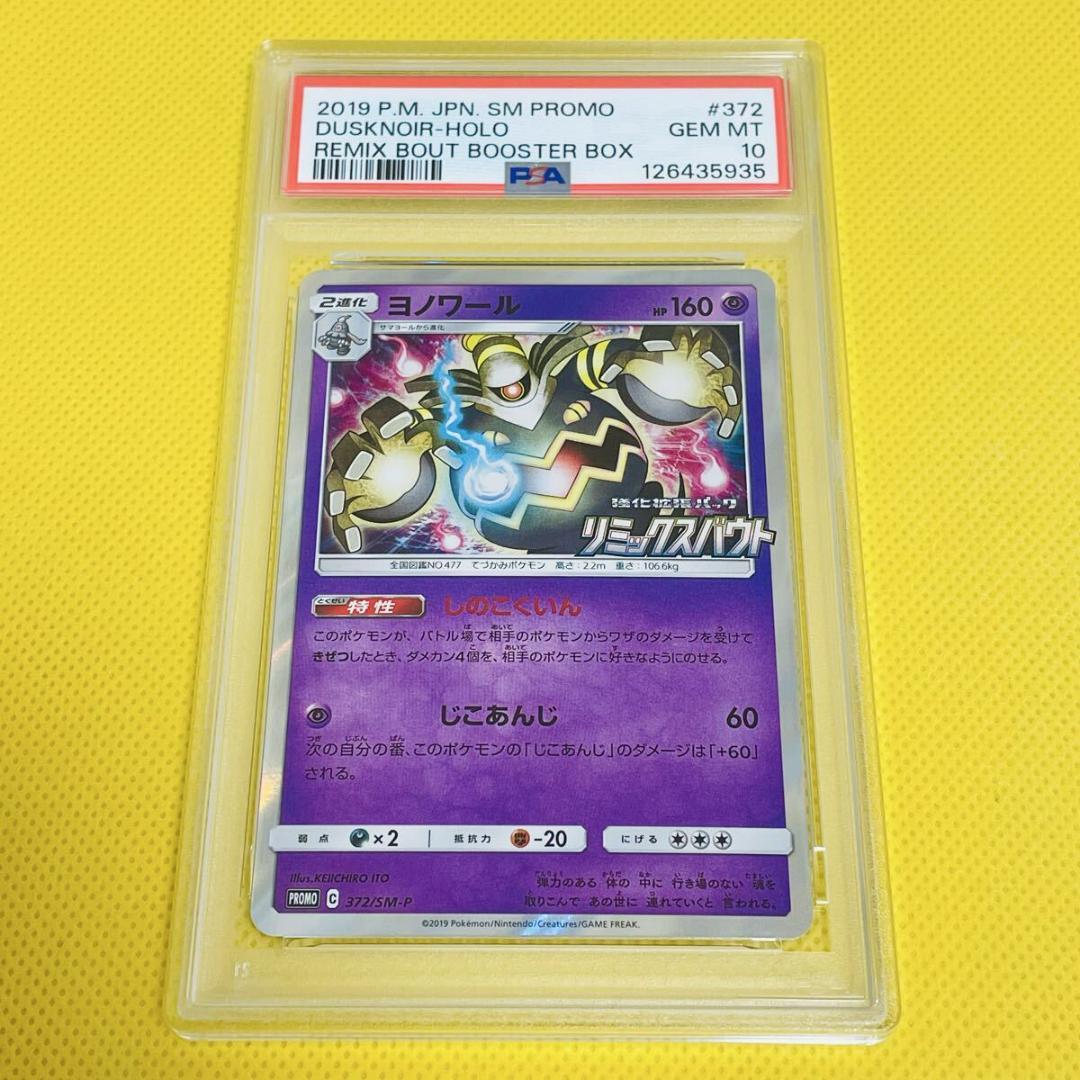 2019 P.M. JPN. SM PROMO #372
DUSKNOIR-HOLO GEM MT
REMIX BOUT BOOSTER BOX 10
PSA 126435935
2進化 ヨノワール HP 160
サマヨールから進化
強化拡張パック
リミックスバウト
全国図鑑NO.477 てづかみポケモン 高さ:2.2m 重さ:106.6kg
とくせい
特性 しのこくいん
このポケモンが、バトル場で相手のポケモンからワザのダメージを受けて
きぜつしたとき、ダメカン4個を、相手のポケモンに好きなようにのせる。
じこあんじ 60
次の自分の番、このポケモンの「じこあんじ」のダメージは「+60」
される。
弱点 ×2 抵抗力 -20 にげる
illus.KEIICHIRO ITO
弾力のある 体の 中に 行き場のない 魂を
取りこんで あの世に 連れていくと 言われる。
PROMO C 372/SM-P
©2019 Pokémon/Nintendo/Creatures/GAME FREAK.